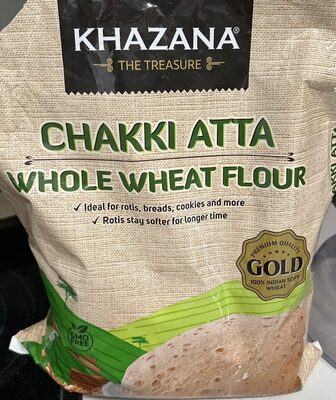 KHAZANA®
THE TREASURE
CHAKKI ATTA
WHOLE WHEAT FLOUR
✓ Ideal for rotis, breads, cookies and more
✓ Rotis stay softer for longer time
PREMIUM QUALITY
GOLD
100% INDIAN SOFT
WHEAT
GMO
FREE